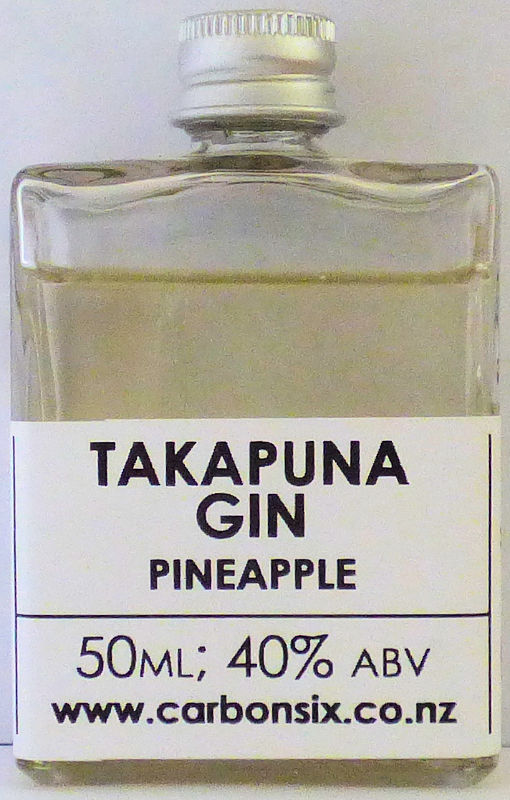 TAKAPUNA
GIN
PINEAPPLE
50ML; 40% ABV
www.carbonsix.co.nz